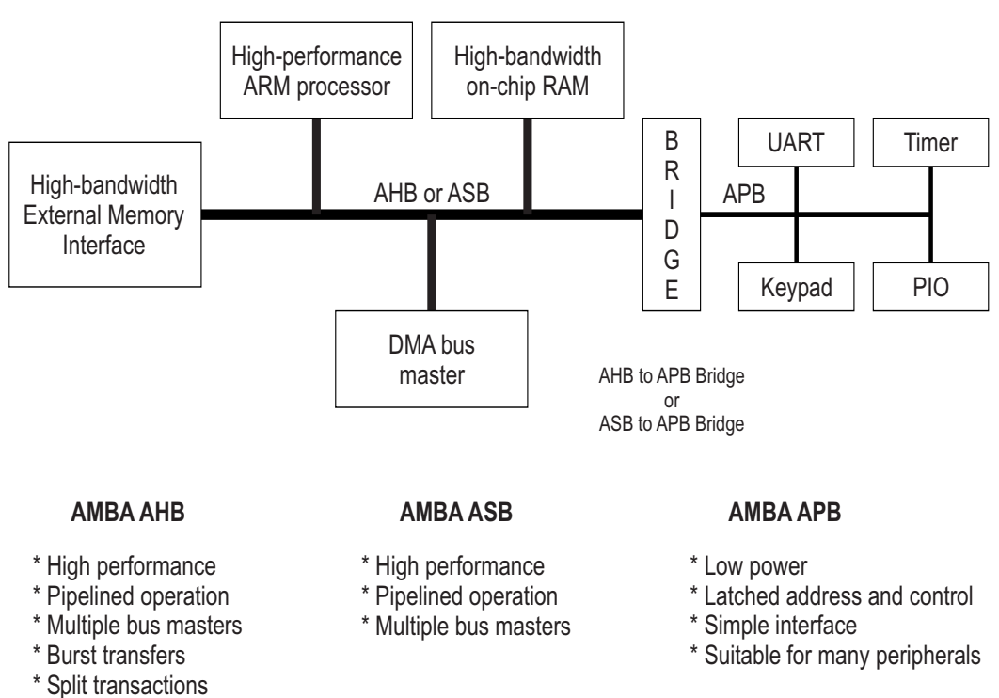 High-performance
ARM processor
High-bandwidth
on-chip RAM
High-bandwidth
External Memory
Interface
AHB or ASB
B
R
I
D
G
E
APB
UART
Timer
Keypad
PIO
DMA bus
master
AHB to APB Bridge
or
ASB to APB Bridge
AMBA AHB
* High performance
* Pipelined operation
* Multiple bus masters
* Burst transfers
* Split transactions
AMBA ASB
* High performance
* Pipelined operation
* Multiple bus masters
AMBA APB
* Low power
* Latched address and control
* Simple interface
* Suitable for many peripherals